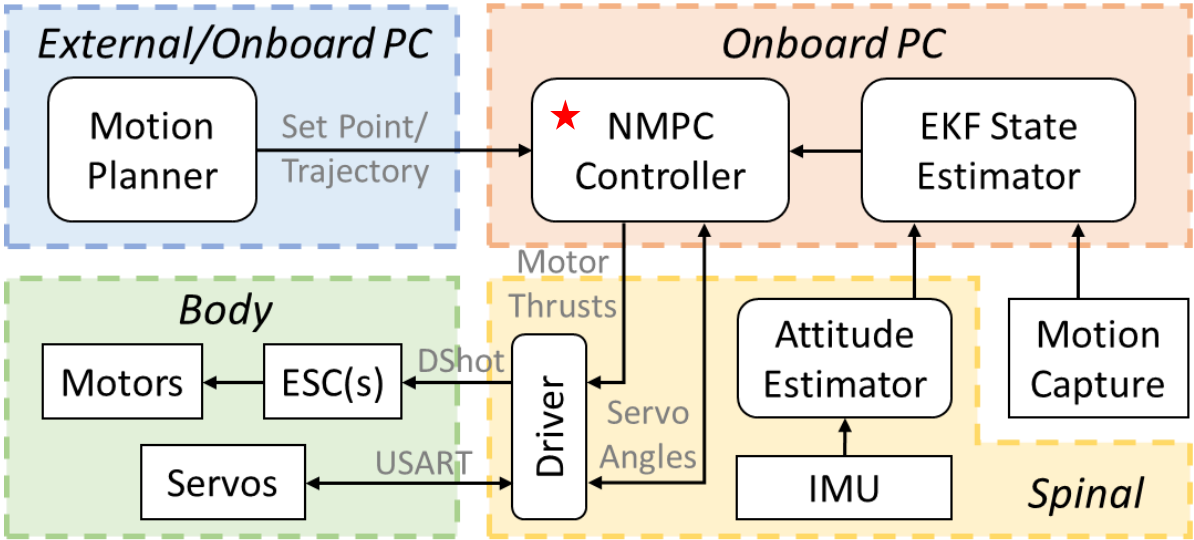 External/Onboard PC
Motion
Planner
Set Point/
Trajectory
Onboard PC
NMPC
Controller
EKF State
Estimator
Motor
Thrusts
Body
Motors
ESC(s)
DShot
Servos
USART
Driver
Servo
Angles
Attitude
Estimator
IMU
Motion
Capture
Spinal